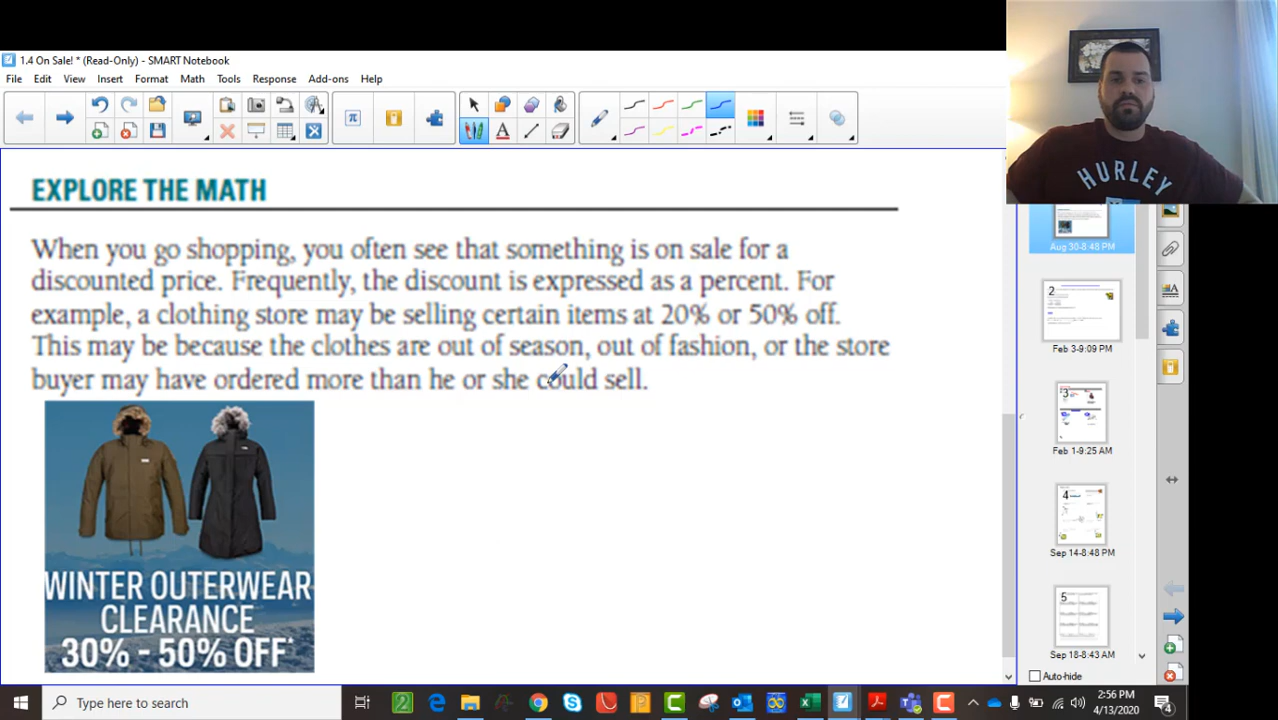 1.4 On Sale! * (Read-Only) - SMART Notebook
File Edit View Insert Format Math Tools Response Add-ons Help
HURLEY
EXPLORE THE MATH
When you go shopping, you often see that something is on sale for a
discounted price. Frequently, the discount is expressed as a percent. For
example, a clothing store may be selling certain items at 20% or 50% off.
This may be because the clothes are out of season, out of fashion, or the store
buyer may have ordered more than he or she could sell.
WINTER OUTERWEAR
CLEARANCE
30% - 50% OFF*
Aug 30-8:48 PM
2
Feb 3-9:09 PM
3
Feb 1-9:25 AM
4
Sep 14-8:48 PM
5
Sep 18-8:43 AM
Auto-hide
Type here to search
2:56 PM
4/13/2020
4